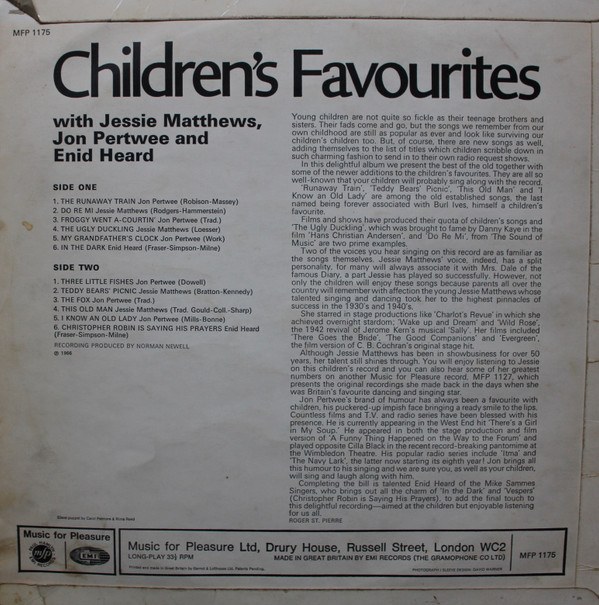 MFP 1175
Children's Favourites
with Jessie Matthews,
Jon Pertwee and
Enid Heard
SIDE ONE
1. THE RUNAWAY TRAIN Jon Pertwee (Robison-Massey)
2. DO RE MI Jessie Matthews (Rodgers-Hammerstein)
3. FROGGY WENT A-COURTIN' Jon Pertwee (Trad.)
4. THE UGLY DUCKLING Jessie Matthews (Loesser)
5. MY GRANDFATHER'S CLOCK Jon Pertwee (Work)
6. IN THE DARK Enid Heard (Fraser-Simpson-Milne)
SIDE TWO
1. THREE LITTLE FISHES Jon Pertwee (Dowell)
2. TEDDY BEARS' PICNIC Jessie Matthews (Bratton-Kennedy)
3. THE FOX Jon Pertwee (Trad.)
4. THIS OLD MAN Jessie Matthews (Trad. Gould-Coll.-Sharp)
5. I KNOW AN OLD LADY Jon Pertwee (Mills-Bonne)
6. CHRISTOPHER ROBIN IS SAYING HIS PRAYERS Enid Heard
(Fraser-Simpson-Milne)
RECORDING PRODUCED BY NORMAN NEWELL
℗ 1966
Young children are not quite so fickle as their teenage brothers and
sisters. Their fads come and go, but the songs we remember from our
own childhood are still as popular as ever and look like surviving our
children's children too. But, of course, there are new songs as well,
adding themselves to the list of titles which children scribble down in
such charming fashion to send in to their own radio request shows.
In this delightful album we present the best of the old together with
some of the newer additions to the children's favourites. They are all so
well-known that your children will probably sing along with the record.
'Runaway Train', 'Teddy Bears' Picnic', 'This Old Man' and 'I
Know an Old Lady' are among the old established songs, the last
named being forever associated with Burl Ives, himself a children's
favourite.
Films and shows have produced their quota of children's songs and
'The Ugly Duckling', which was brought to fame by Danny Kaye in the
film 'Hans Christian Andersen', and 'Do Re Mi', from 'The Sound of
Music' are two prime examples.
Two of the voices you hear singing on this record are as familiar as
the songs themselves. Jessie Matthews' voice, indeed, has a split
personality, for many will always associate it with Mrs. Dale of the
famous Diary, a part Jessie has played so successfully. However, not
only the children will enjoy these songs because parents all over the
country will remember with affection the young Jessie Matthews whose
talented singing and dancing took her to the highest pinnacles of
success in the 1930's and 1940's.
She starred in stage productions like 'Charlot's Revue' in which she
achieved overnight stardom; 'Wake up and Dream' and 'Wild Rose',
the 1942 revival of Jerome Kern's musical 'Sally'. Her films included
'There Goes the Bride', 'The Good Companions' and 'Evergreen',
the film version of C. B. Cochran's original stage hit.
Although Jessie Matthews has been in showbusiness for over 50
years, her talent still shines through. You will enjoy listening to Jessie
on this children's record and you can also hear some of her greatest
numbers on another Music for Pleasure record, MFP 1127, which
presents the original recordings she made back in the days when she
was Britain's favourite dancing and singing star.
Jon Pertwee's brand of humour has always been a favourite with
children, his puckered-up impish face bringing a ready smile to the lips.
Countless films and T.V. and radio series have been blessed with his
presence. He is currently appearing in the West End hit 'There's a Girl
in My Soup.' He appeared in both the stage production and film
version of 'A Funny Thing Happened on the Way to the Forum' and
played opposite Cilla Black in the recent record-breaking pantomime at
the Wimbledon Theatre. His popular radio series include 'Itma' and
'The Navy Lark', the latter now starting its eighth year! Jon brings all
this humour to his singing and we are sure you, as well as your children,
will sing and laugh along with him.
Completing the bill is talented Enid Heard of the Mike Sammes
Singers, who brings out all the charm of 'In the Dark' and 'Vespers'
(Christopher Robin is Saying His Prayers), to add the final touch to
this delightful recording—aimed at the children but enjoyable listening
for us all.
ROGER ST. PIERRE
Music for Pleasure
mfp
EMI
Music for Pleasure Ltd, Drury House, Russell Street, London WC2
LONG-PLAY 33⅓ RPM
MADE IN GREAT BRITAIN BY EMI RECORDS (THE GRAMOPHONE CO LTD)
MFP 1175